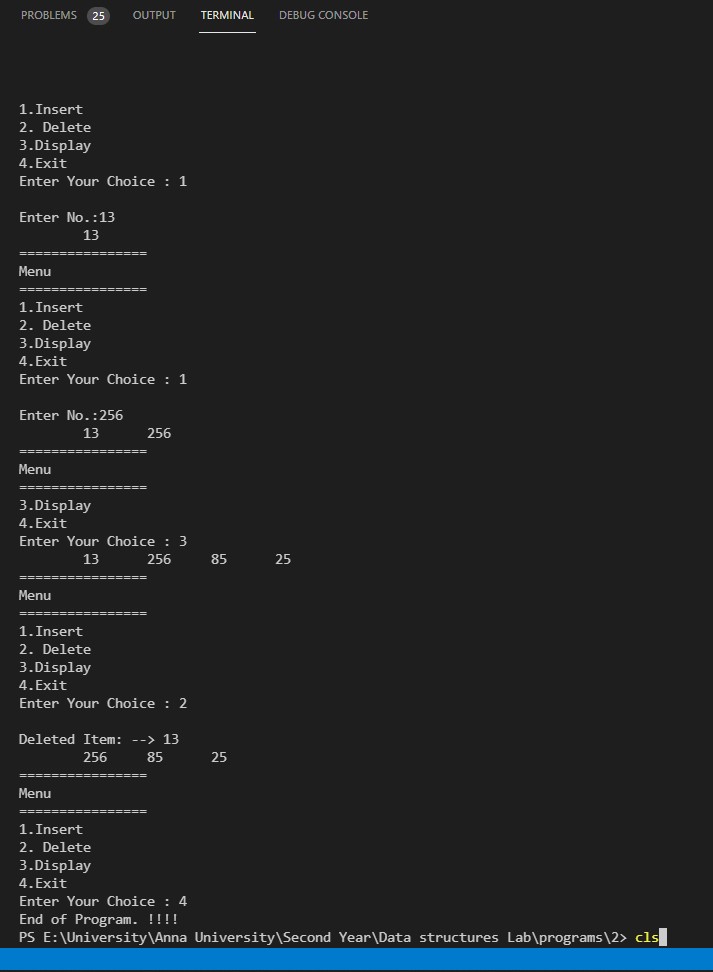 PROBLEMS 25 OUTPUT TERMINAL DEBUG CONSOLE
1.Insert
2. Delete
3.Display
4.Exit
Enter Your Choice : 1
Enter No.:13
13
================
Menu
================
1.Insert
2. Delete
3.Display
4.Exit
Enter Your Choice : 1
Enter No.:256
13 256
================
Menu
================
3.Display
4.Exit
Enter Your Choice : 3
13 256 85 25
================
Menu
================
1.Insert
2. Delete
3.Display
4.Exit
Enter Your Choice : 2
Deleted Item: --> 13
256 85 25
================
Menu
================
1.Insert
2. Delete
3.Display
4.Exit
Enter Your Choice : 4
End of Program. !!!!
PS E:\University\Anna University\Second Year\Data structures Lab\programs\2> cls